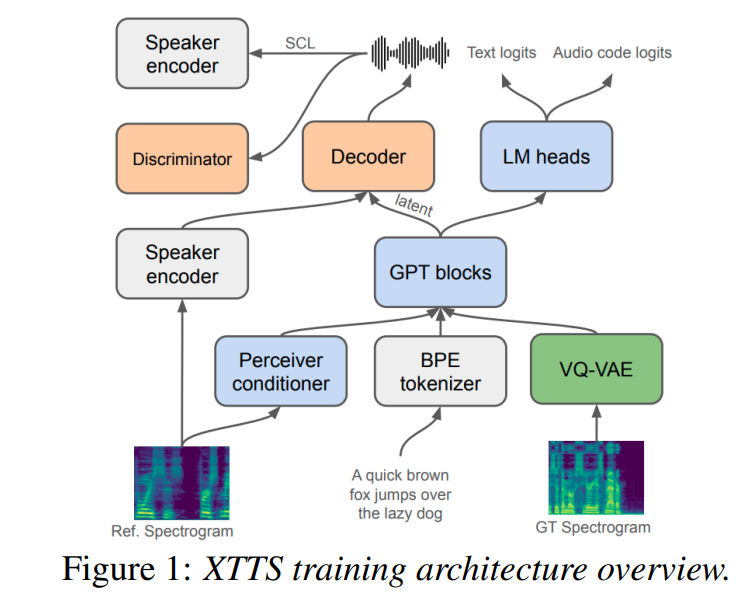 Speaker
encoder
SCL
Text logits
Audio code logits
Discriminator
Decoder
LM heads
latent
Speaker
encoder
GPT blocks
Perceiver
conditioner
BPE
tokenizer
VQ-VAE
A quick brown
fox jumps over
the lazy dog
Ref. Spectrogram
GT Spectrogram
Figure 1: XTTS training architecture overview.